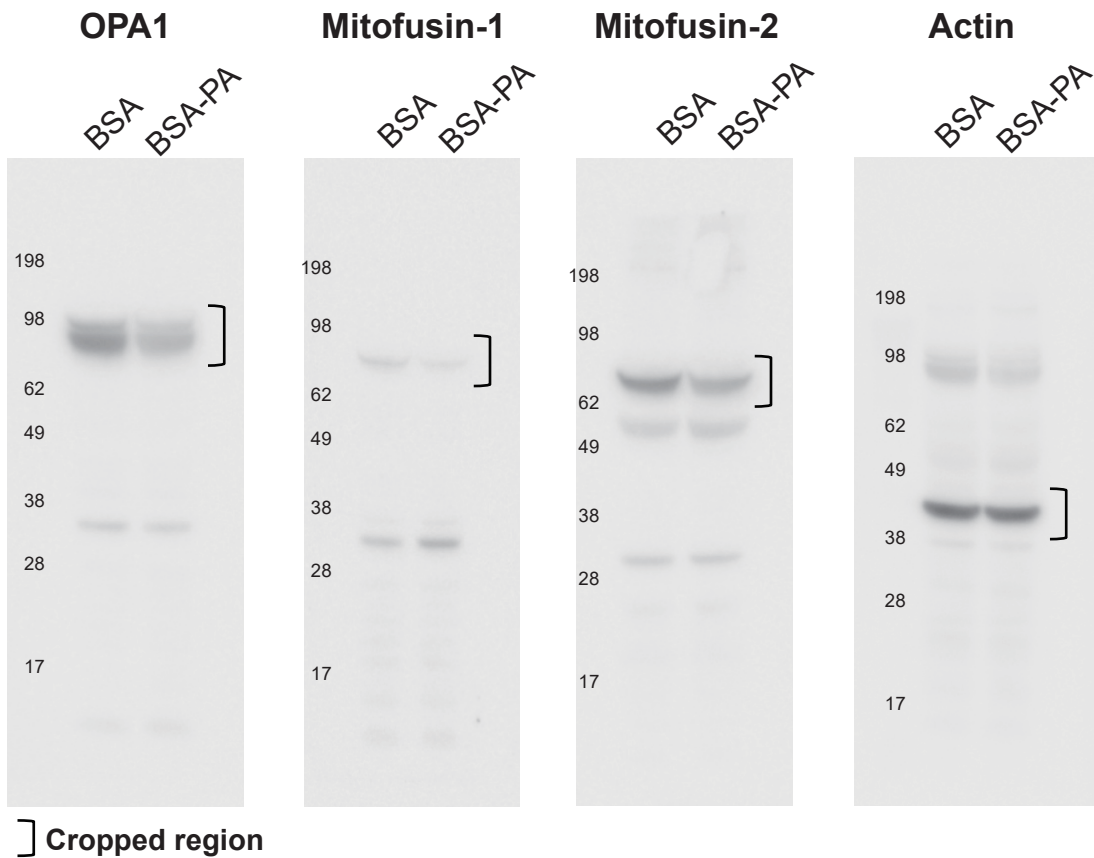 OPA1
Mitofusin-1
Mitofusin-2
Actin
BSA
BSA-PA
BSA
BSA-PA
BSA
BSA-PA
BSA
BSA-PA
198
98
62
49
38
28
17
198
98
62
49
38
28
17
198
98
62
49
38
28
17
198
98
62
49
38
28
17
Cropped region